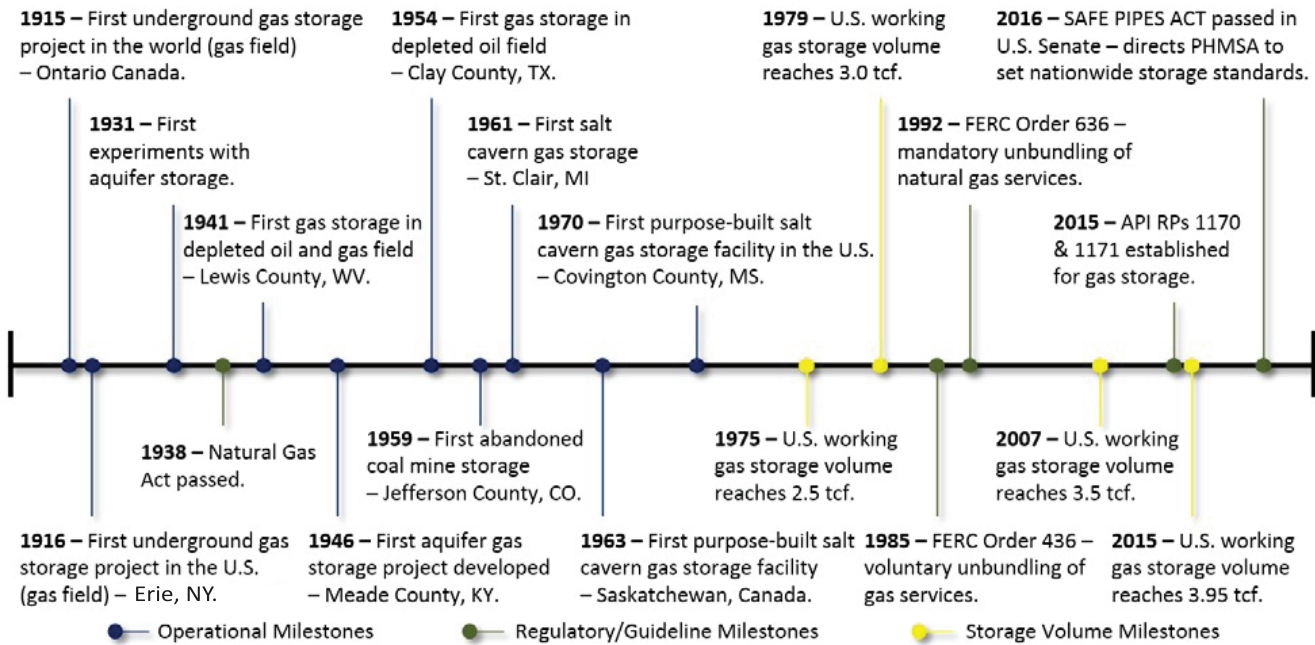 1915 – First underground gas storage
project in the world (gas field)
– Ontario Canada.
1954 – First gas storage in
depleted oil field
– Clay County, TX.
1979 – U.S. working
gas storage volume
reaches 3.0 tcf.
2016 – SAFE PIPES ACT passed in
U.S. Senate – directs PHMSA to
set nationwide storage standards.
1931 – First
experiments with
aquifer storage.
1961 – First salt
cavern gas storage
– St. Clair, MI
1992 – FERC Order 636 –
mandatory unbundling of
natural gas services.
1941 – First gas storage in
depleted oil and gas field
– Lewis County, WV.
1970 – First purpose-built salt
cavern gas storage facility in the U.S.
– Covington County, MS.
2015 – API RPs 1170
& 1171 established
for gas storage.
1938 – Natural Gas
Act passed.
1959 – First abandoned
coal mine storage
– Jefferson County, CO.
1975 – U.S. working
gas storage volume
reaches 2.5 tcf.
2007 – U.S. working
gas storage volume
reaches 3.5 tcf.
1916 – First underground gas
storage project in the U.S.
(gas field) – Erie, NY.
1946 – First aquifer gas
storage project developed
– Meade County, KY.
1963 – First purpose-built salt
cavern gas storage facility
– Saskatchewan, Canada.
1985 – FERC Order 436 –
voluntary unbundling of
gas services.
2015 – U.S. working
gas storage volume
reaches 3.95 tcf.
Operational Milestones
Regulatory/Guideline Milestones
Storage Volume Milestones